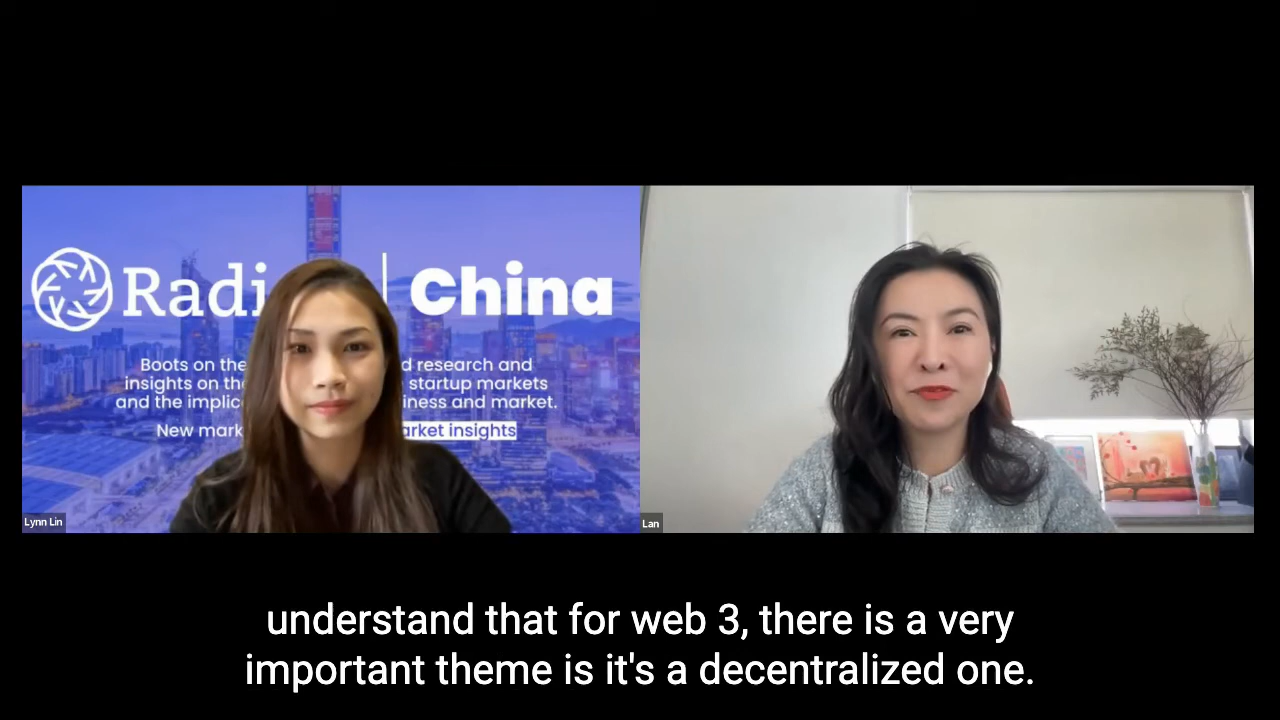 Radi China
Boots on the d research and
insights on th startup markets
and the implic iness and market.
New mark arket insights
Lynn Lin
Lan
understand that for web 3, there is a very
important theme is it's a decentralized one.